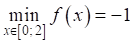 min f(x) = −1
x∈[0;2]